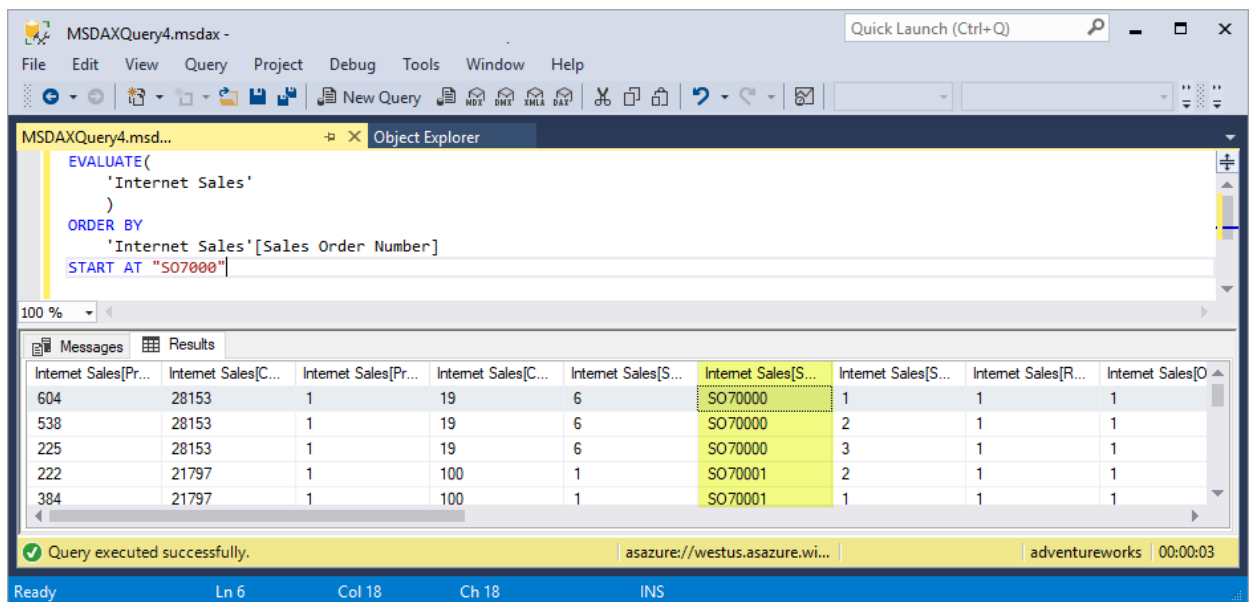 MSDAXQuery4.msdax -
Quick Launch (Ctrl+Q)
File Edit View Query Project Debug Tools Window Help
New Query MDX DMX XMLA DAX
MSDAXQuery4.msd... Object Explorer
EVALUATE(
'Internet Sales'
)
ORDER BY
'Internet Sales'[Sales Order Number]
START AT "SO7000"
100 %
Messages Results
Internet Sales[Pr... Internet Sales[C... Internet Sales[Pr... Internet Sales[C... Internet Sales[S... Internet Sales[S... Internet Sales[S... Internet Sales[R... Internet Sales[O
604 28153 1 19 6 SO70000 1 1 1
538 28153 1 19 6 SO70000 2 1 1
225 28153 1 19 6 SO70000 3 1 1
222 21797 1 100 1 SO70001 2 1 1
384 21797 1 100 1 SO70001 1 1 1
Query executed successfully. asazure://westus.asazure.wi... adventureworks 00:00:03
Ready Ln 6 Col 18 Ch 18 INS